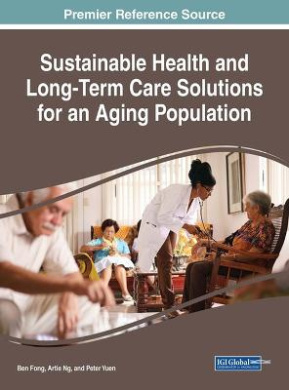 Premier Reference Source
Sustainable Health and
Long-Term Care Solutions
for an Aging Population
Ben Fong, Artie Ng, and Peter Yuen
IGI Global